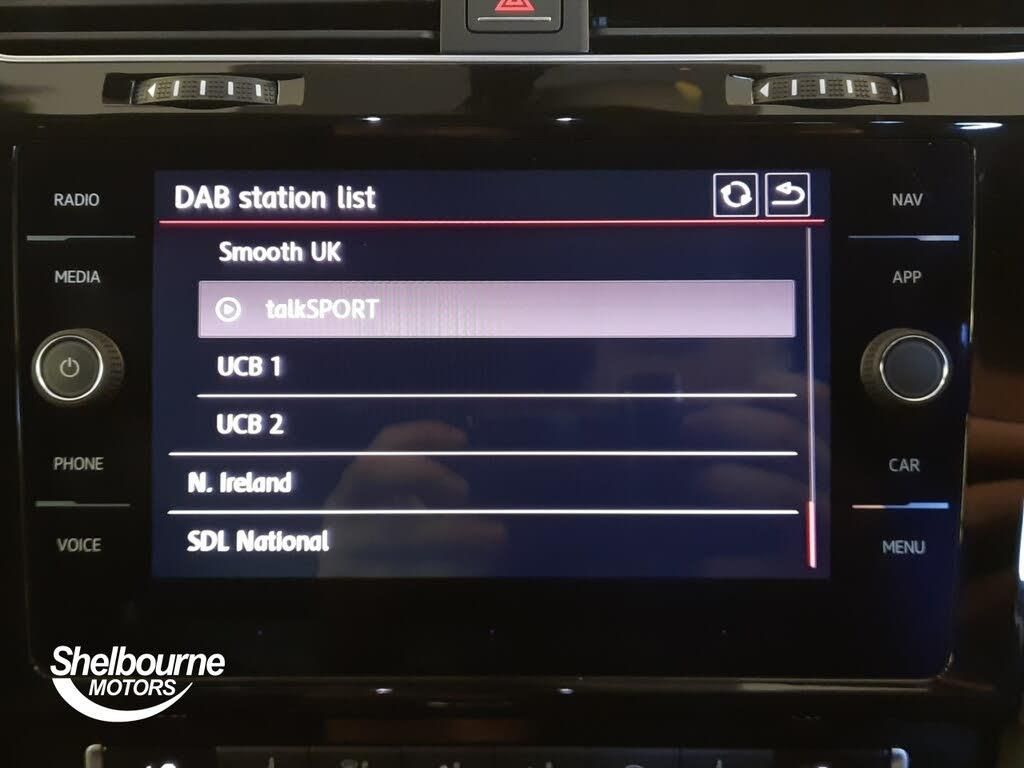 RADIO
MEDIA
PHONE
VOICE
DAB station list
Smooth UK
talkSPORT
UCB 1
UCB 2
N. Ireland
SDL National
NAV
APP
CAR
MENU
Shelbourne
MOTORS